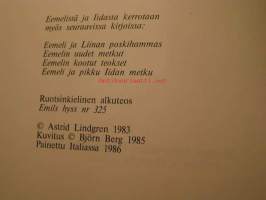 Eemelissä ja Iidasta kerrotaan
myös seuraavissa kirjoissa:
Eemeli ja Liinan poskihammas
Eemelin uudet metkut
Eemelin kootut teokset
Eemeli ja pikku Iidan metku
Ruotsinkielinen alkuteos
Emils hyss nr 325
© Astrid Lindgren 1983
Kuvitus © Björn Berg 1985
Painettu Italiassa 1986